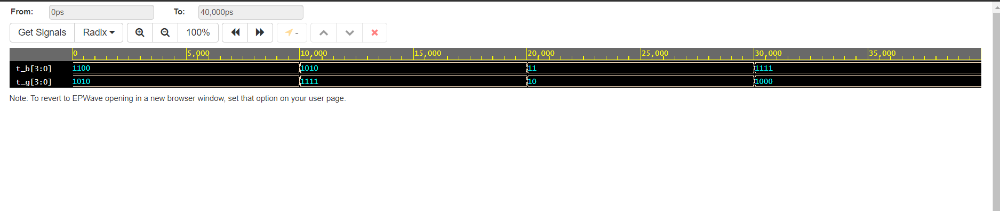 From: 0ps To: 40,000ps
Get Signals Radix 100% -
0 5,000 10,000 15,000 20,000 25,000 30,000 35,000
t_b[3:0] 1100 1010 11 1111
t_g[3:0] 1010 1111 10 1000
Note: To revert to EPWave opening in a new browser window, set that option on your user page.